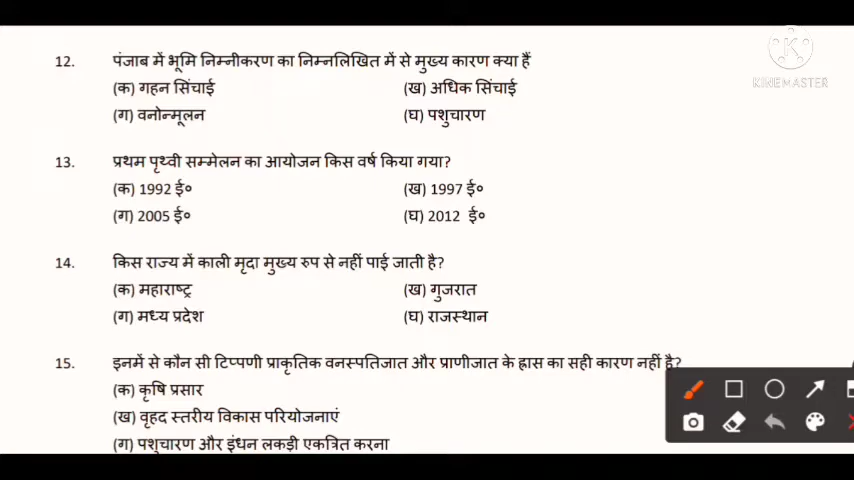 K
KINEMASTER
12. पंजाब में भूमि निम्नीकरण का निम्नलिखित में से मुख्य कारण क्या हैं
(क) गहन सिंचाई (ख) अधिक सिंचाई
(ग) वनोन्मूलन (घ) पशुचारण
13. प्रथम पृथ्वी सम्मेलन का आयोजन किस वर्ष किया गया?
(क) 1992 ई० (ख) 1997 ई०
(ग) 2005 ई० (घ) 2012 ई०
14. किस राज्य में काली मृदा मुख्य रुप से नहीं पाई जाती है?
(क) महाराष्ट्र (ख) गुजरात
(ग) मध्य प्रदेश (घ) राजस्थान
15. इनमें से कौन सी टिप्पणी प्राकृतिक वनस्पतिजात और प्राणीजात के ह्रास का सही कारण नहीं है?
(क) कृषि प्रसार
(ख) वृहद स्तरीय विकास परियोजनाएं
(ग) पशुचारण और इंधन लकड़ी एकत्रित करना